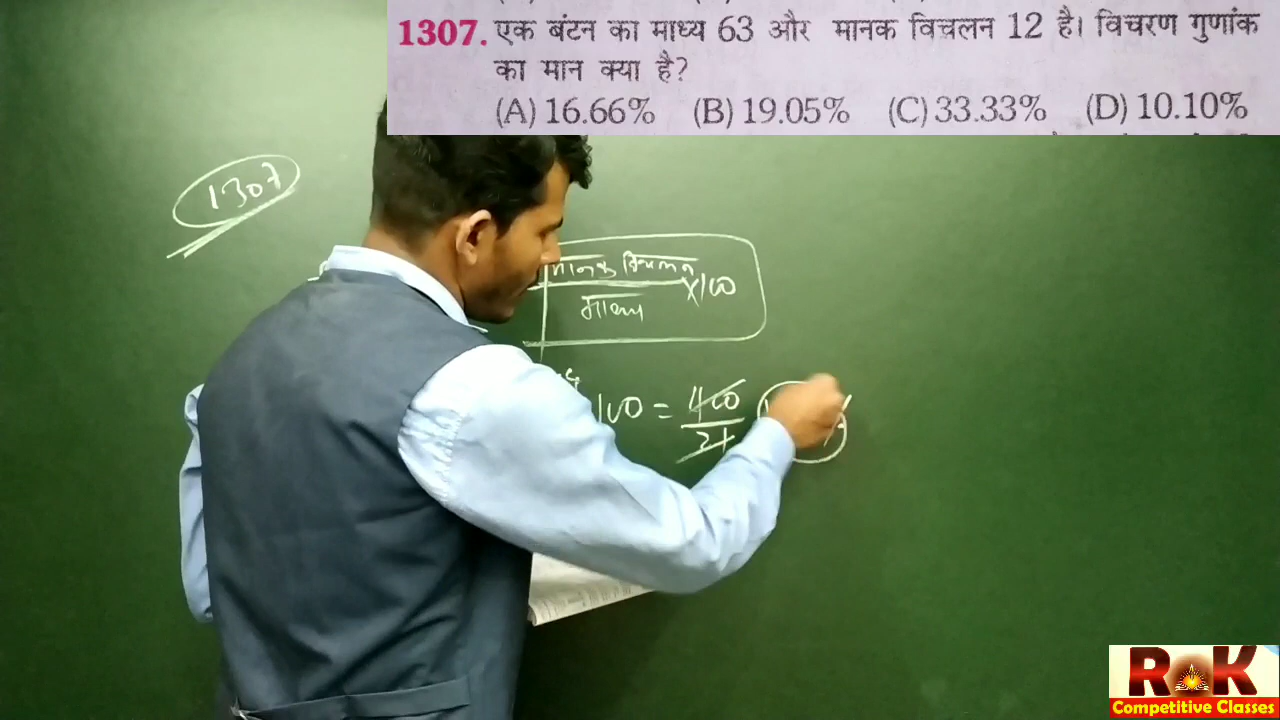 1307. एक बंटन का माध्य 63 और मानक विचलन 12 है। विचरण गुणांक
का मान क्या है?
(A) 16.66% (B) 19.05% (C) 33.33% (D) 10.10%
1307
मानक विचलन
माध्य
×100
100 = 400
21
ROK
Competitive Classes